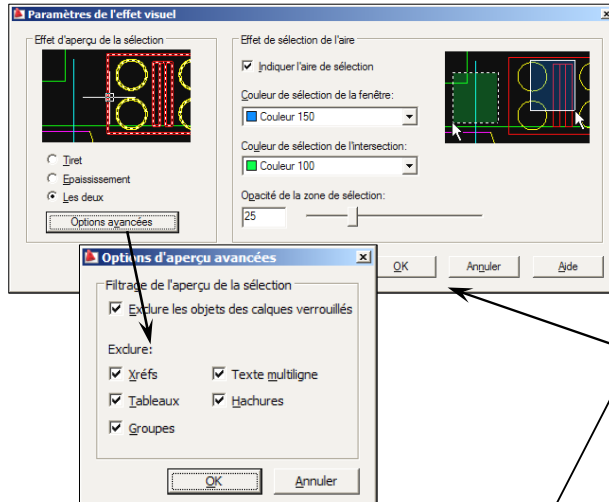 Paramètres de l'effet visuel
Effet d'aperçu de la sélection
Tiret
Epaississement
Les deux
Options avancées
Effet de sélection de l'aire
Indiquer l'aire de sélection
Couleur de sélection de la fenêtre:
Couleur 150
Couleur de sélection de l'intersection:
Couleur 100
Opacité de la zone de sélection:
25
OK
Annuler
Aide
Options d'aperçu avancées
Filtrage de l'aperçu de la sélection
Exclure les objets des calques verrouillés
Exclure:
Xréfs
Texte multiligne
Tableaux
Hachures
Groupes
OK
Annuler